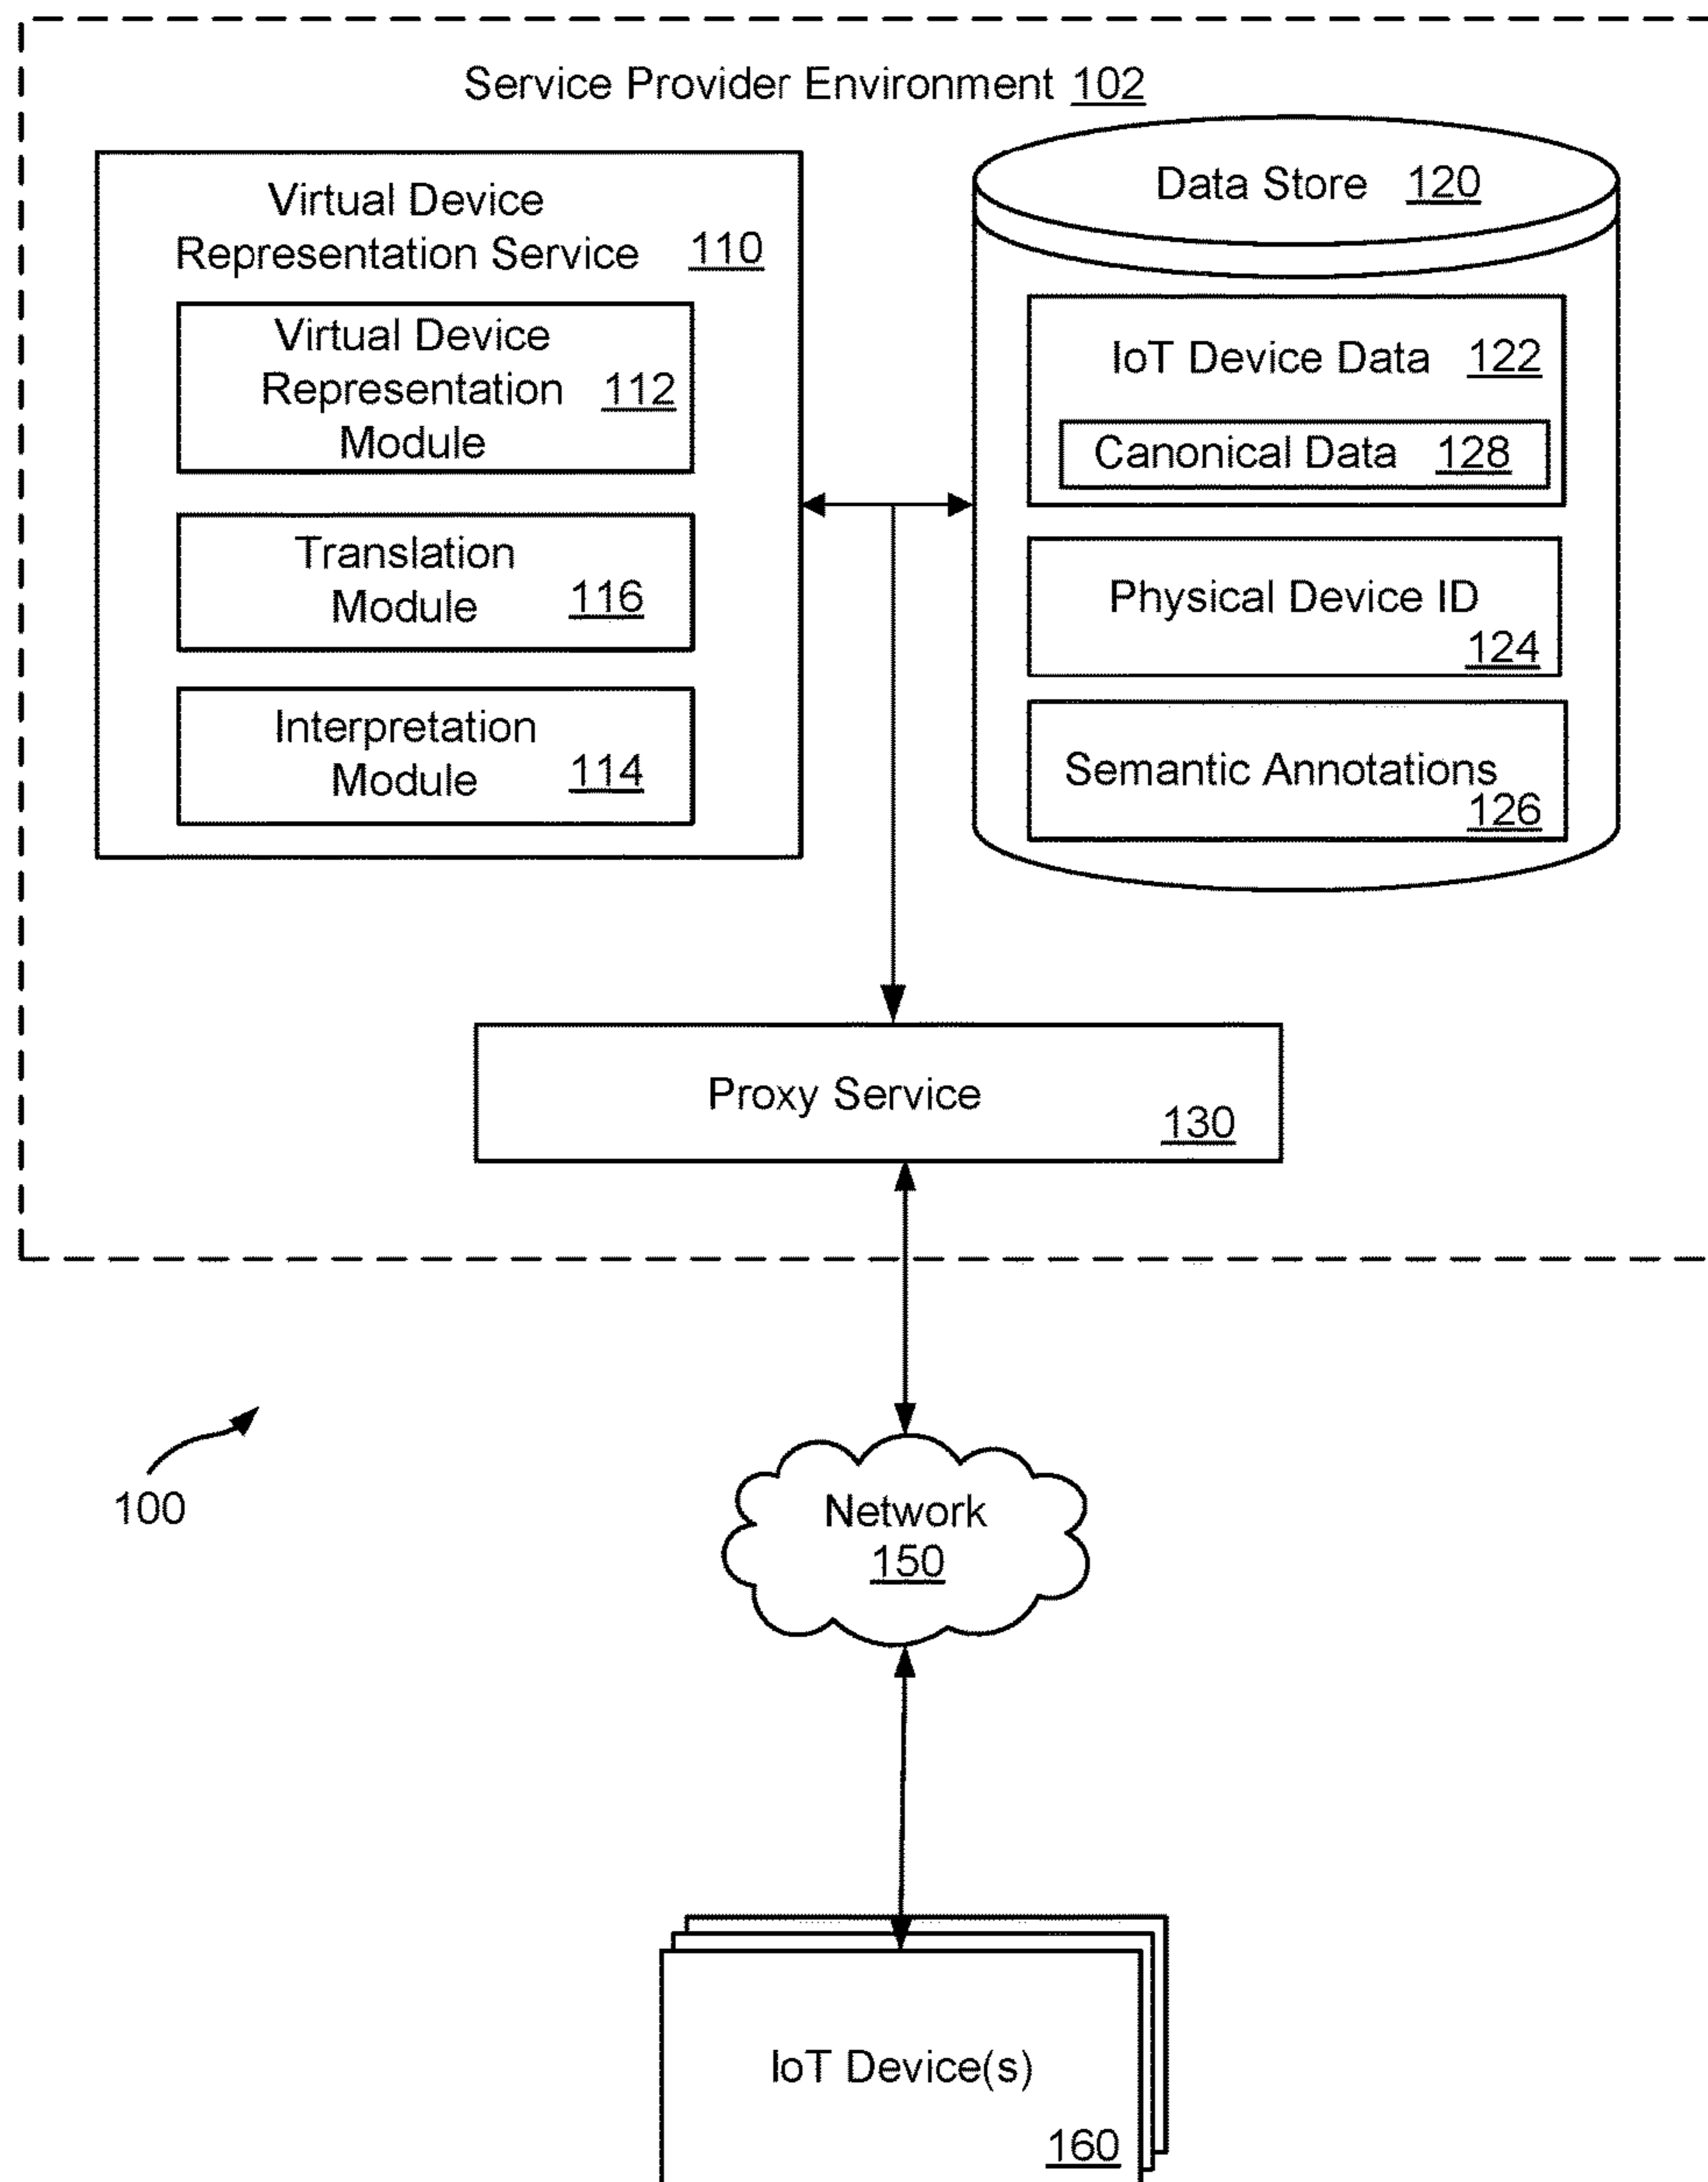 Service Provider Environment 102
Virtual Device
Representation Service 110
Virtual Device
Representation 112
Module
Translation
Module 116
Interpretation
Module 114
Data Store 120
IoT Device Data 122
Canonical Data 128
Physical Device ID
124
Semantic Annotations
126
Proxy Service
130
100
Network
150
IoT Device(s)
160